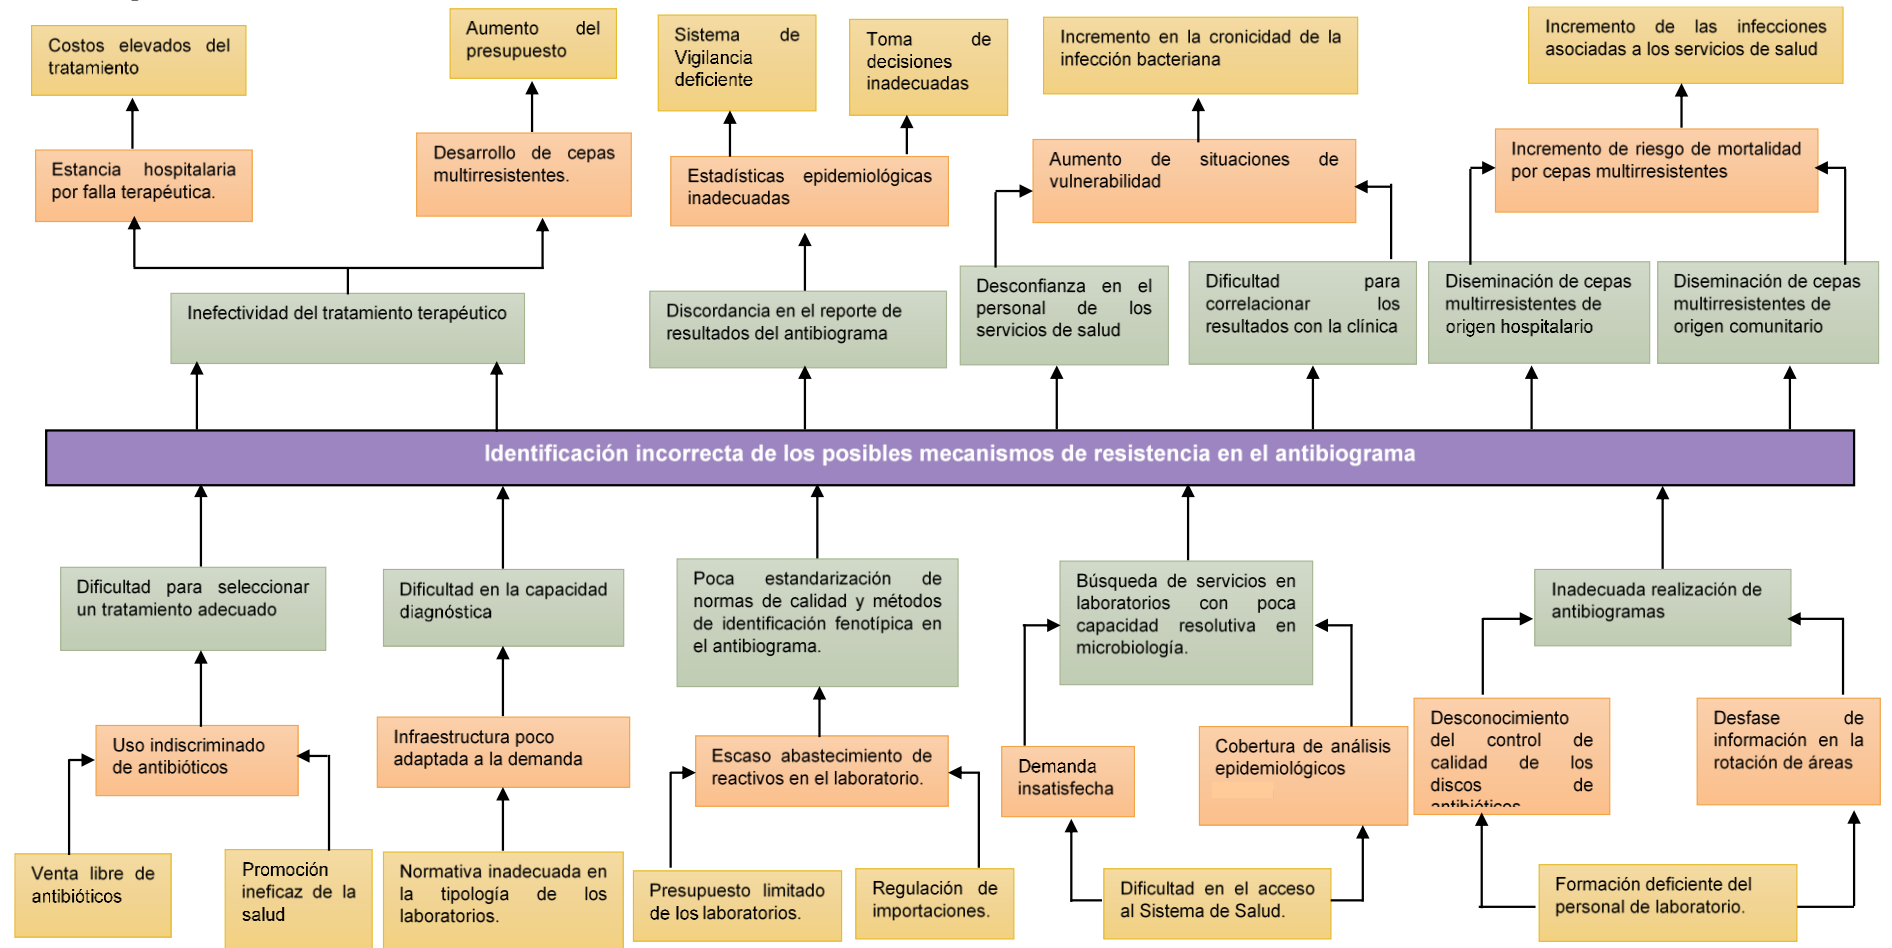 Costos elevados del
tratamiento
Aumento del
presupuesto
Sistema de
Vigilancia
deficiente
Toma de
decisiones
inadecuadas
Incremento en la cronicidad de la
infección bacteriana
Incremento de las infecciones
asociadas a los servicios de salud
Estancia hospitalaria
por falla terapéutica.
Desarrollo de cepas
multirresistentes.
Estadísticas epidemiológicas
inadecuadas
Aumento de situaciones de
vulnerabilidad
Incremento de riesgo de mortalidad
por cepas multirresistentes
Inefectividad del tratamiento terapéutico
Discordancia en el reporte de
resultados del antibiograma
Desconfianza en el
personal de los
servicios de salud
Dificultad para
correlacionar los
resultados con la clínica
Diseminación de cepas
multirresistentes de
origen hospitalario
Diseminación de cepas
multirresistentes de
origen comunitario
Identificación incorrecta de los posibles mecanismos de resistencia en el antibiograma
Dificultad para seleccionar
un tratamiento adecuado
Dificultad en la capacidad
diagnóstica
Poca estandarización de
normas de calidad y métodos
de identificación fenotípica en
el antibiograma.
Búsqueda de servicios en
laboratorios con poca
capacidad resolutiva en
microbiología.
Inadecuada realización de
antibiogramas
Uso indiscriminado
de antibióticos
Infraestructura poco
adaptada a la demanda
Escaso abastecimiento de
reactivos en el laboratorio.
Demanda
insatisfecha
Cobertura de análisis
epidemiológicos
Desconocimiento
del control de
calidad de los
discos de
antibióticos
Desfase de
información en la
rotación de áreas
Venta libre de
antibióticos
Promoción
ineficaz de la
salud
Normativa inadecuada en
la tipología de los
laboratorios.
Presupuesto limitado
de los laboratorios.
Regulación de
importaciones.
Dificultad en el acceso
al Sistema de Salud.
Formación deficiente del
personal de laboratorio.